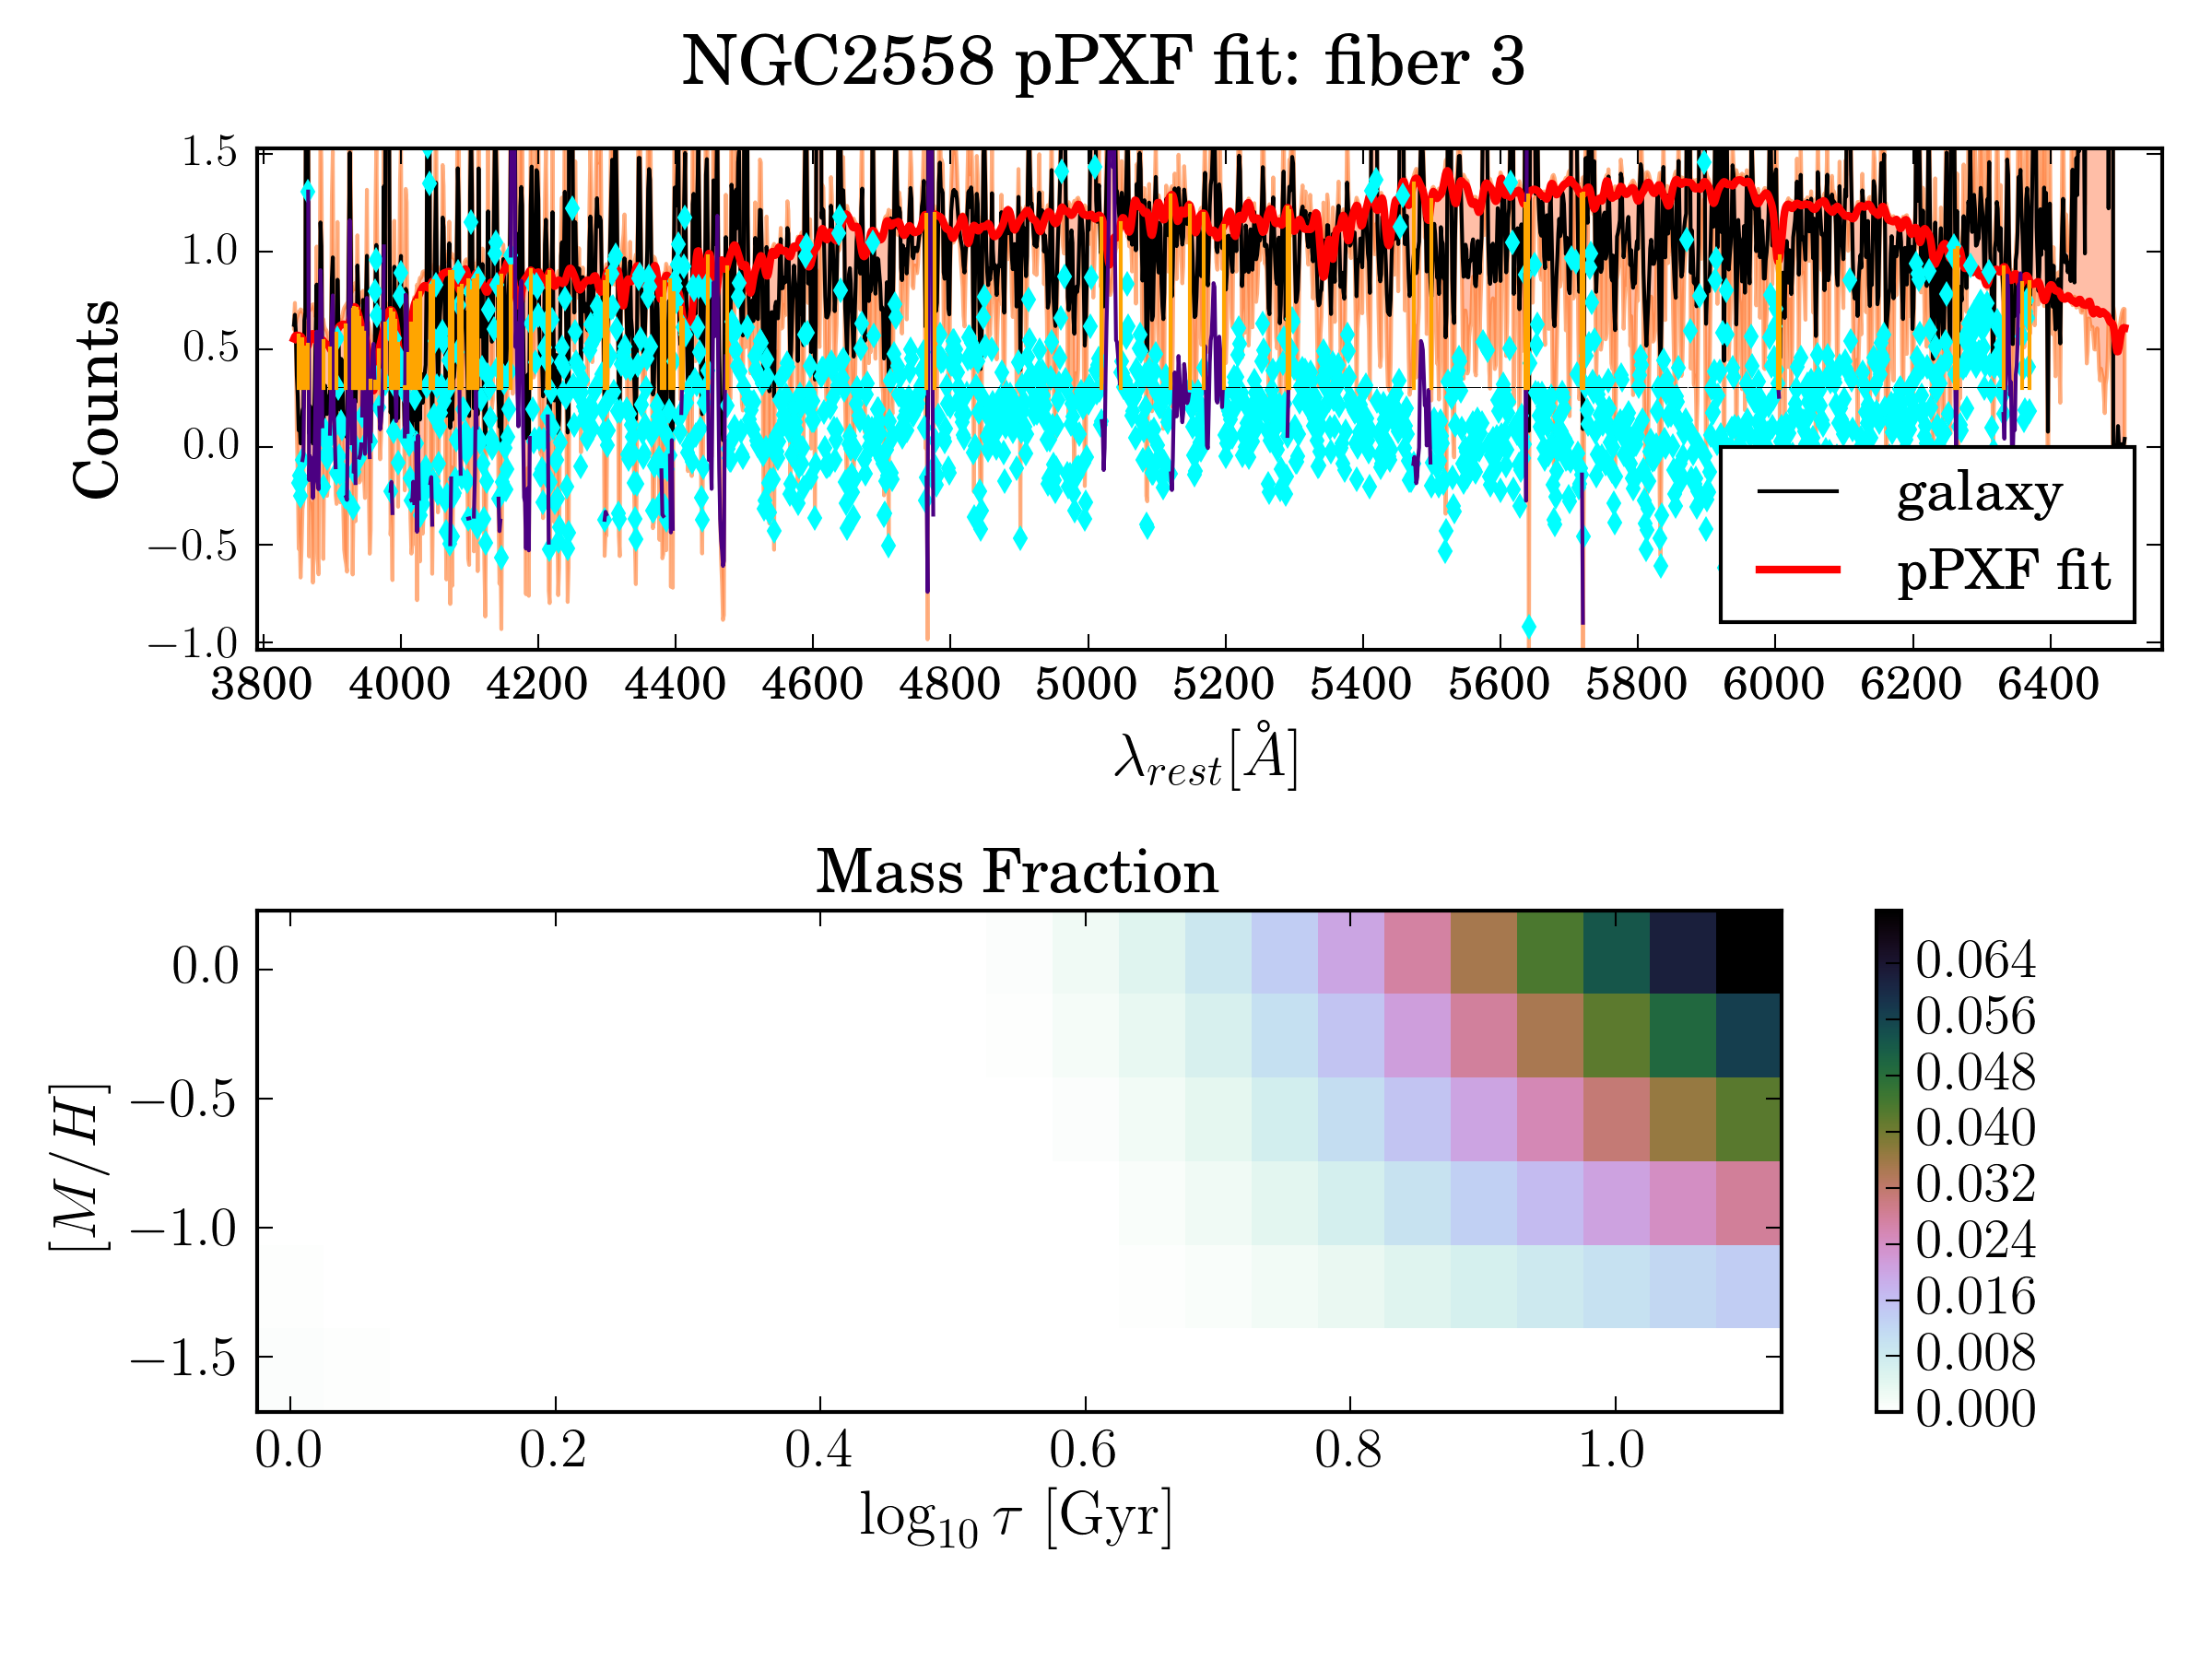 NGC2558 pPXF fit: fiber 3
1.5
1.0
0.5
0.0
−0.5
−1.0
Counts
galaxy
pPXF fit
3800 4000 4200 4400 4600 4800 5000 5200 5400 5600 5800 6000 6200 6400
λrest[Å]
Mass Fraction
0.0
−0.5
−1.0
−1.5
[M/H]
0.064
0.056
0.048
0.040
0.032
0.024
0.016
0.008
0.000
0.0 0.2 0.4 0.6 0.8 1.0
log10 τ [Gyr]